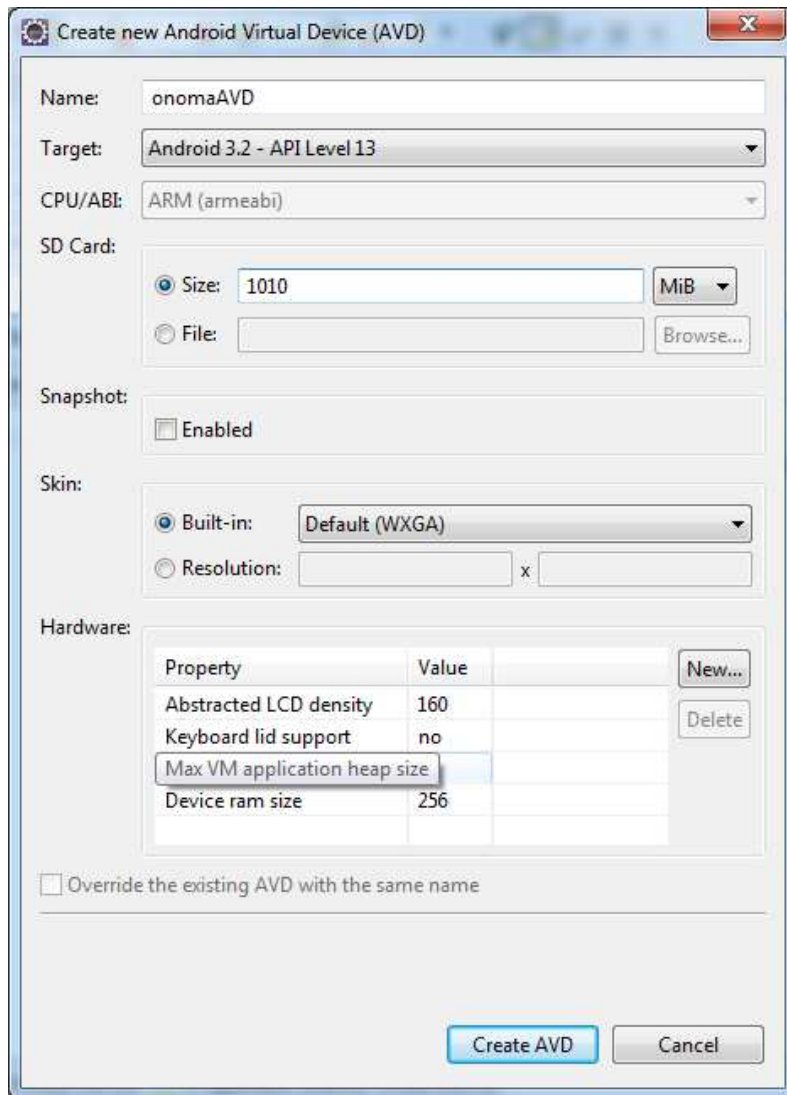 Create new Android Virtual Device (AVD)
Name: onomaAVD
Target: Android 3.2 - API Level 13
CPU/ABI: ARM (armeabi)
SD Card:
Size: 1010 MiB
File: Browse...
Snapshot:
Enabled
Skin:
Built-in: Default (WXGA)
Resolution: x
Hardware:
Property Value New...
Abstracted LCD density 160
Delete
Keyboard lid support no
Max VM application heap size
Device ram size 256
Override the existing AVD with the same name
Create AVD Cancel